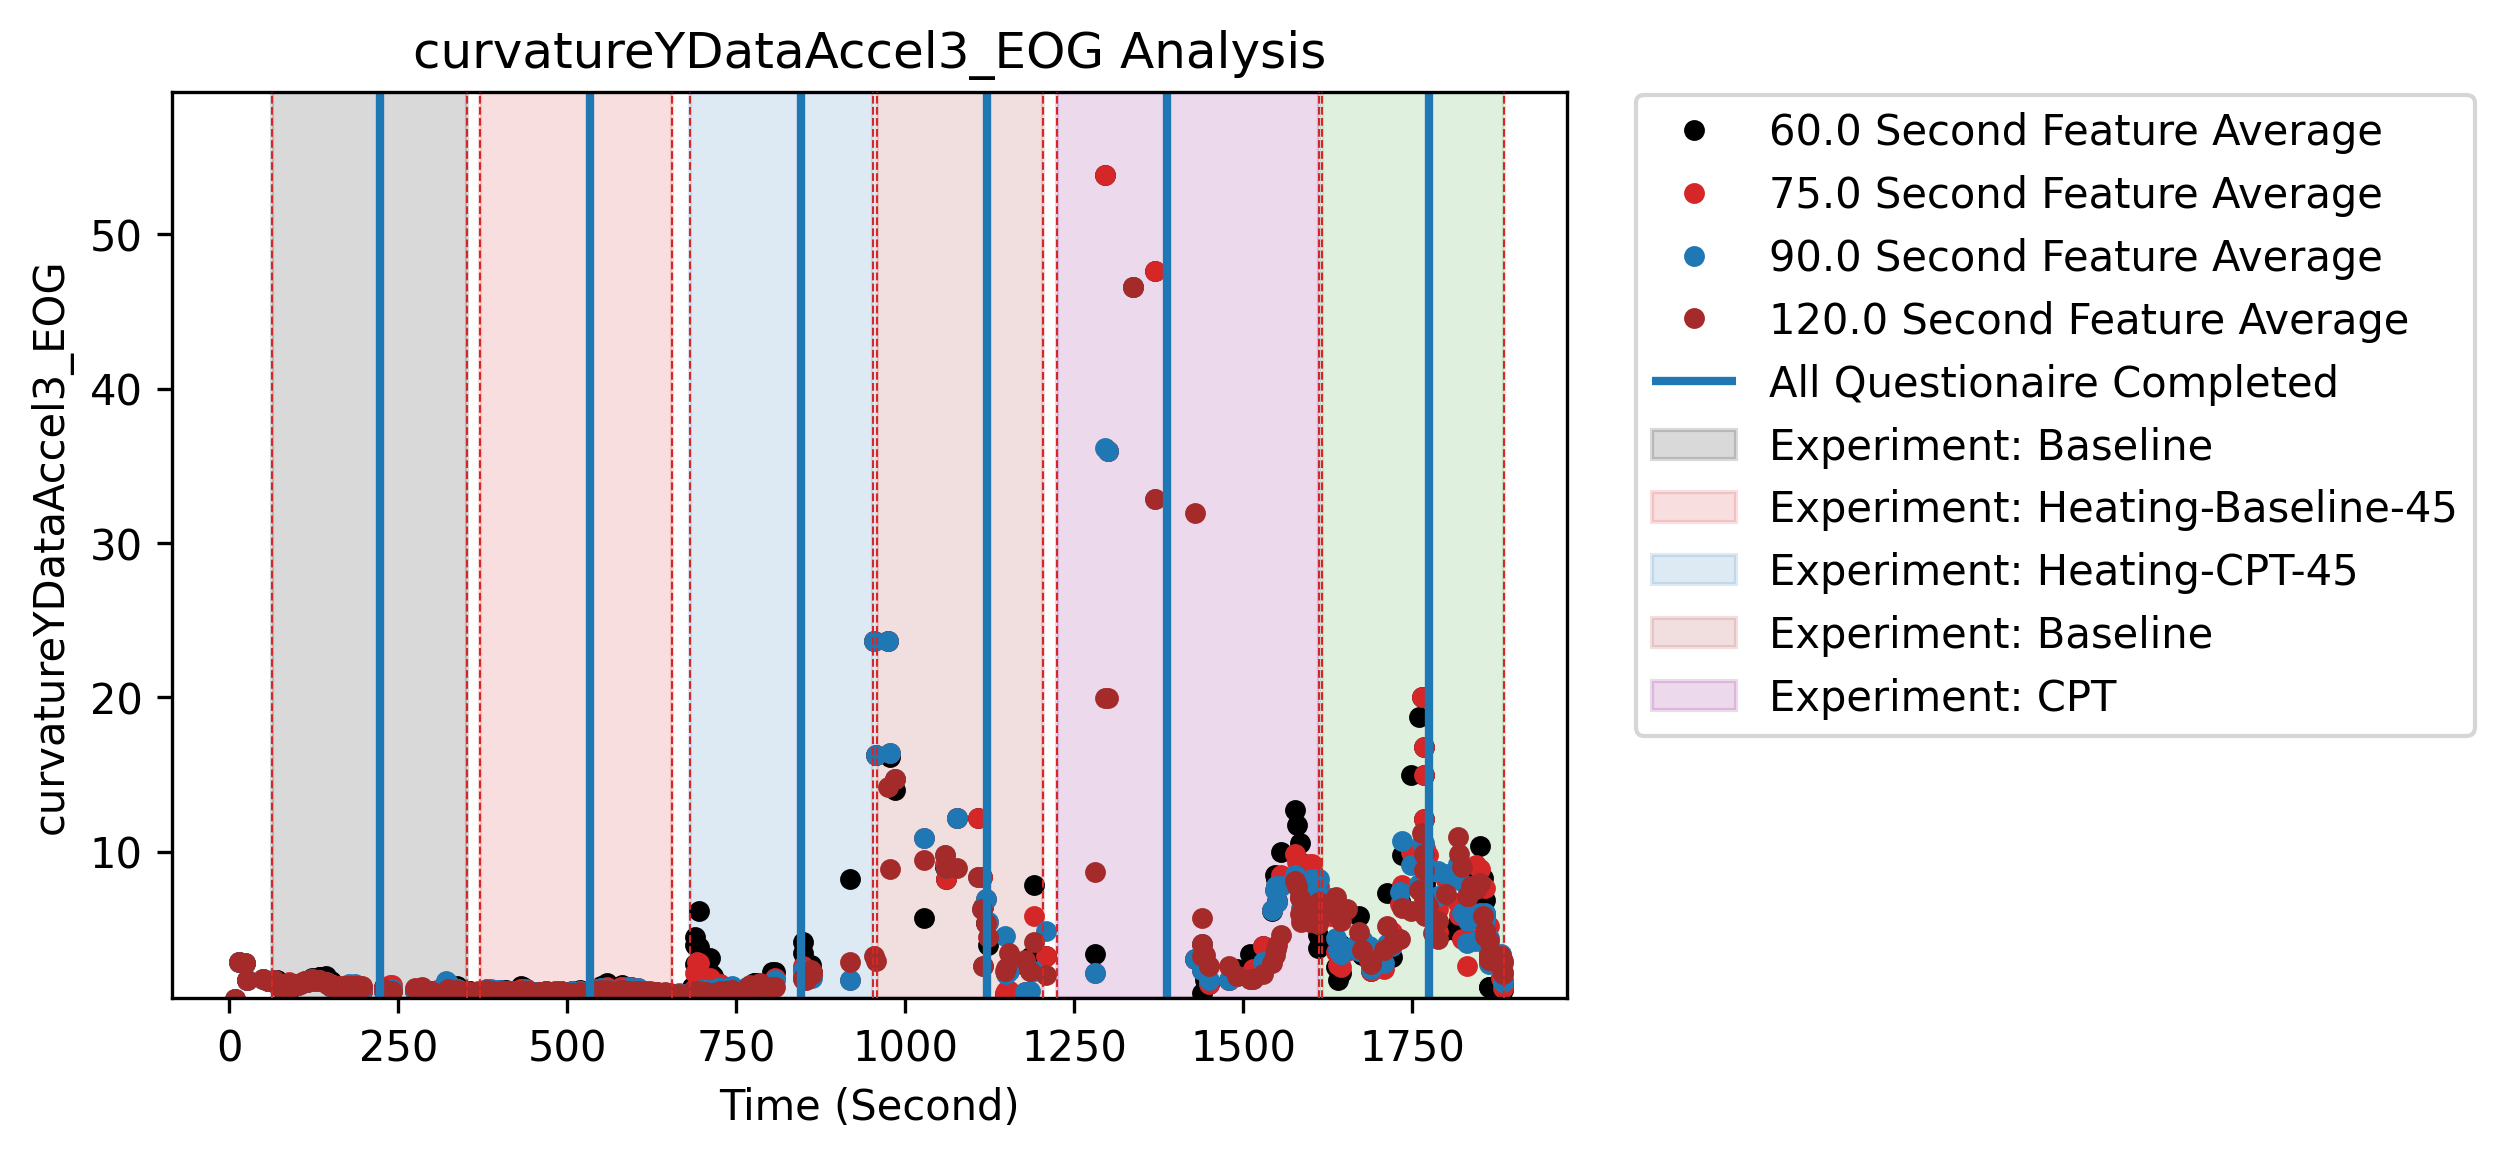 curvatureYDataAccel3_EOG Analysis
curvatureYDataAccel3_EOG
50
40
30
20
10
0 250 500 750 1000 1250 1500 1750
Time (Second)
60.0 Second Feature Average
75.0 Second Feature Average
90.0 Second Feature Average
120.0 Second Feature Average
All Questionaire Completed
Experiment: Baseline
Experiment: Heating-Baseline-45
Experiment: Heating-CPT-45
Experiment: Baseline
Experiment: CPT